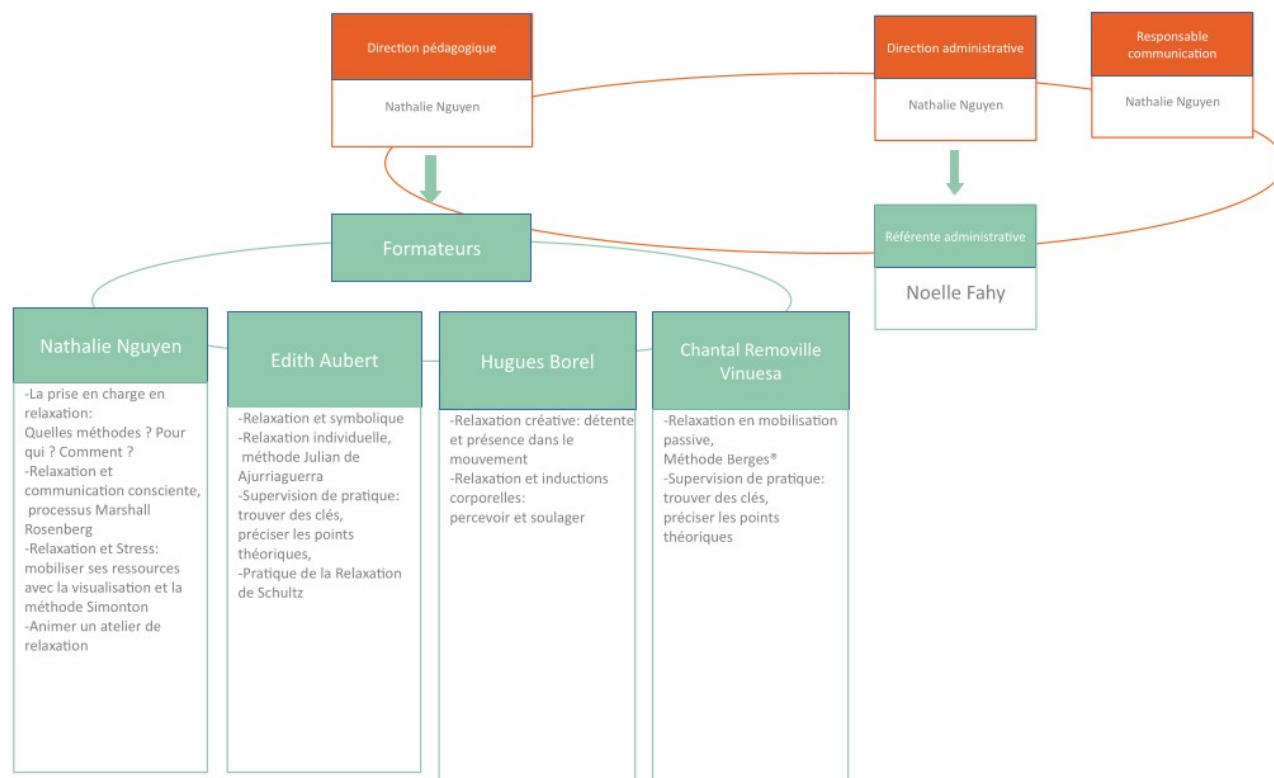 Direction pédagogique
Nathalie Nguyen
Direction administrative
Nathalie Nguyen
Responsable
communication
Nathalie Nguyen
Formateurs
Référente administrative
Noelle Fahy
Nathalie Nguyen
-La prise en charge en
relaxation:
Quelles méthodes ? Pour
qui ? Comment ?
-Relaxation et
communication consciente,
processus Marshall
Rosenberg
-Relaxation et Stress:
mobiliser ses ressources
avec la visualisation et la
méthode Simonton
-Animer un atelier de
relaxation
Edith Aubert
-Relaxation et symbolique
-Relaxation individuelle,
méthode Julian de
Ajurriaguerra
-Supervision de pratique:
trouver des clés,
préciser les points
théoriques,
-Pratique de la Relaxation
de Schultz
Hugues Borel
-Relaxation créative: détente
et présence dans le
mouvement
-Relaxation et inductions
corporelles:
percevoir et soulager
Chantal Removille
Vinuesa
-Relaxation en mobilisation
passive,
Méthode Berges®
-Supervision de pratique:
trouver des clés,
préciser les points
théoriques